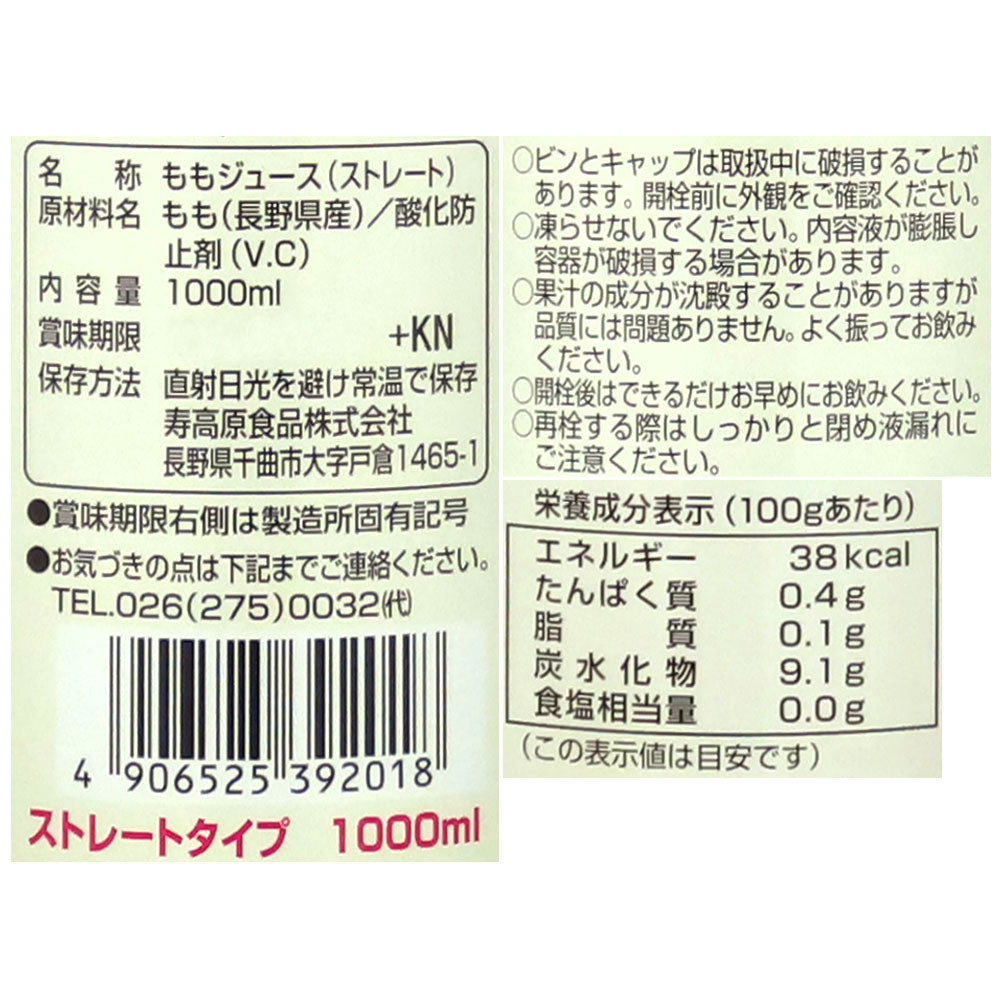 名称 ももジュース(ストレート)
原材料名 もも(長野県産)/酸化防
止剤(V.C)
内容量 1000ml
賞味期限 +KN
保存方法 直射日光を避け常温で保存
寿高原食品株式会社
長野県千曲市大字戸倉1465-1
●賞味期限右側は製造所固有記号
●お気づきの点は下記までご連絡ください。
TEL.026(275)0032㈹
4 906525 392018
ストレートタイプ 1000ml
○ビンとキャップは取扱中に破損することが
あります。開栓前に外観をご確認ください。
○凍らせないでください。内容液が膨脹し
容器が破損する場合があります。
○果汁の成分が沈殿することがありますが
品質には問題ありません。よく振ってお飲み
ください。
○開栓後はできるだけお早めにお飲みください。
○再栓する際はしっかりと閉め液漏れに
ご注意ください。
栄養成分表示(100gあたり)
エネルギー 38kcal
たんぱく質 0.4g
脂質 0.1g
炭水化物 9.1g
食塩相当量 0.0g
(この表示値は目安です)